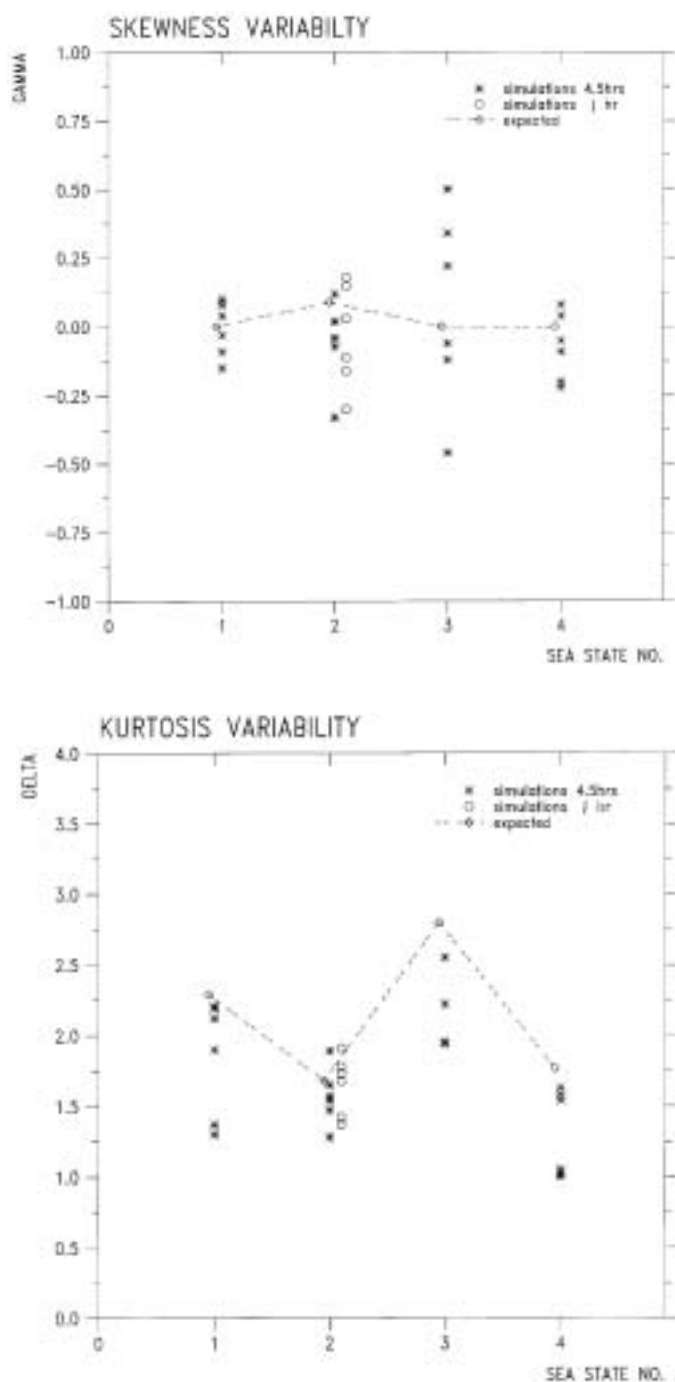 SKEWNESS VARIABILTY
GAMMA
1.00
0.75
0.50
0.25
0.00
−0.25
−0.50
−0.75
−1.00
simulations 4.5hrs
simulations 1 hr
expected
0 1 2 3 4
SEA STATE NO.
KURTOSIS VARIABILITY
DELTA
4.0
3.5
3.0
2.5
2.0
1.5
1.0
0.5
0.0
simulations 4.5hrs
simulations 1 hr
expected
0 1 2 3 4
SEA STATE NO.